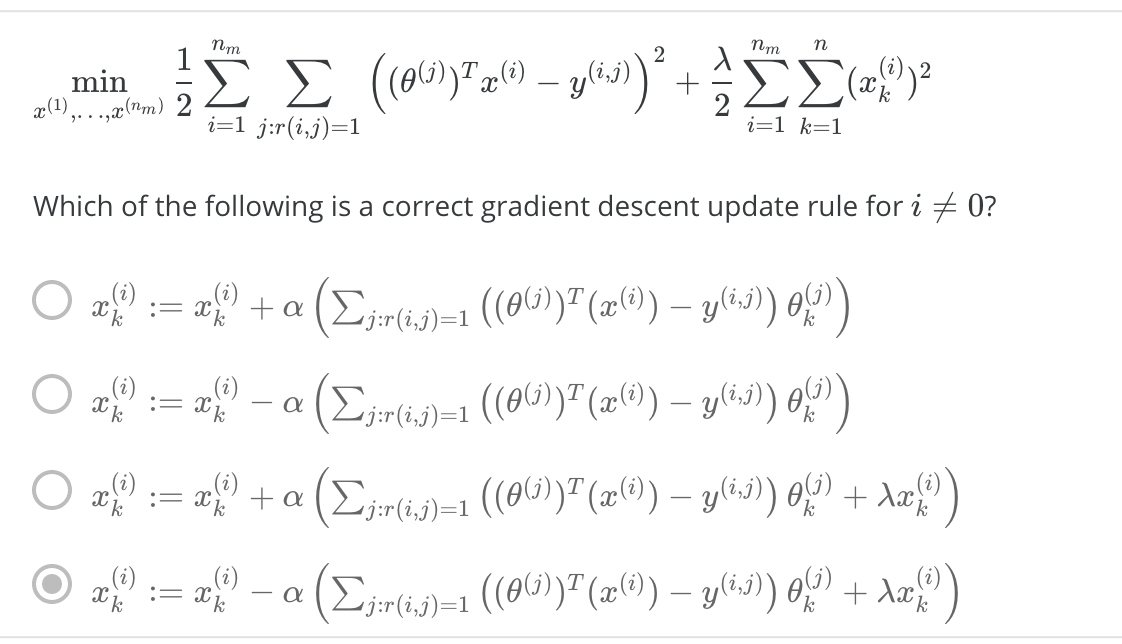 $\min_{x^{(1)},\ldots,x^{(n_m)}} \frac{1}{2} \sum_{i=1}^{n_m} \sum_{j:r(i,j)=1} \left( (\theta^{(j)})^T x^{(i)} - y^{(i,j)} \right)^2 + \frac{\lambda}{2} \sum_{i=1}^{n_m} \sum_{k=1}^{n} (x_k^{(i)})^2$
Which of the following is a correct gradient descent update rule for $i \neq 0$?
$x_k^{(i)} := x_k^{(i)} + \alpha \left( \sum_{j:r(i,j)=1} \left( (\theta^{(j)})^T (x^{(i)}) - y^{(i,j)} \right) \theta_k^{(j)} \right)$
$x_k^{(i)} := x_k^{(i)} - \alpha \left( \sum_{j:r(i,j)=1} \left( (\theta^{(j)})^T (x^{(i)}) - y^{(i,j)} \right) \theta_k^{(j)} \right)$
$x_k^{(i)} := x_k^{(i)} + \alpha \left( \sum_{j:r(i,j)=1} \left( (\theta^{(j)})^T (x^{(i)}) - y^{(i,j)} \right) \theta_k^{(j)} + \lambda x_k^{(i)} \right)$
$x_k^{(i)} := x_k^{(i)} - \alpha \left( \sum_{j:r(i,j)=1} \left( (\theta^{(j)})^T (x^{(i)}) - y^{(i,j)} \right) \theta_k^{(j)} + \lambda x_k^{(i)} \right)$